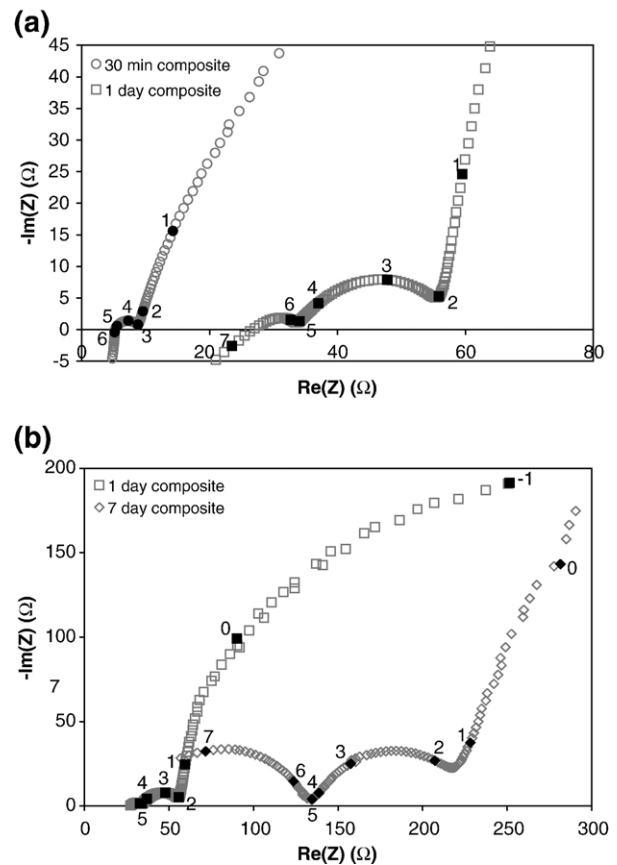 (a)
45
40
35
30
25
20
15
10
5
0
-5
-Im(Z) (Ω)
30 min composite
1 day composite
1
1
5 4 2
6 3
3
6 4
5 2
7
0 20 40 60 80
Re(Z) (Ω)
(b)
200
150
100
50
0
-Im(Z) (Ω)
1 day composite
7 day composite
-1
0
0
7
7
1
6 3 2 1
4 3 4
5 2 5
0 50 100 150 200 250 300
Re(Z) (Ω)